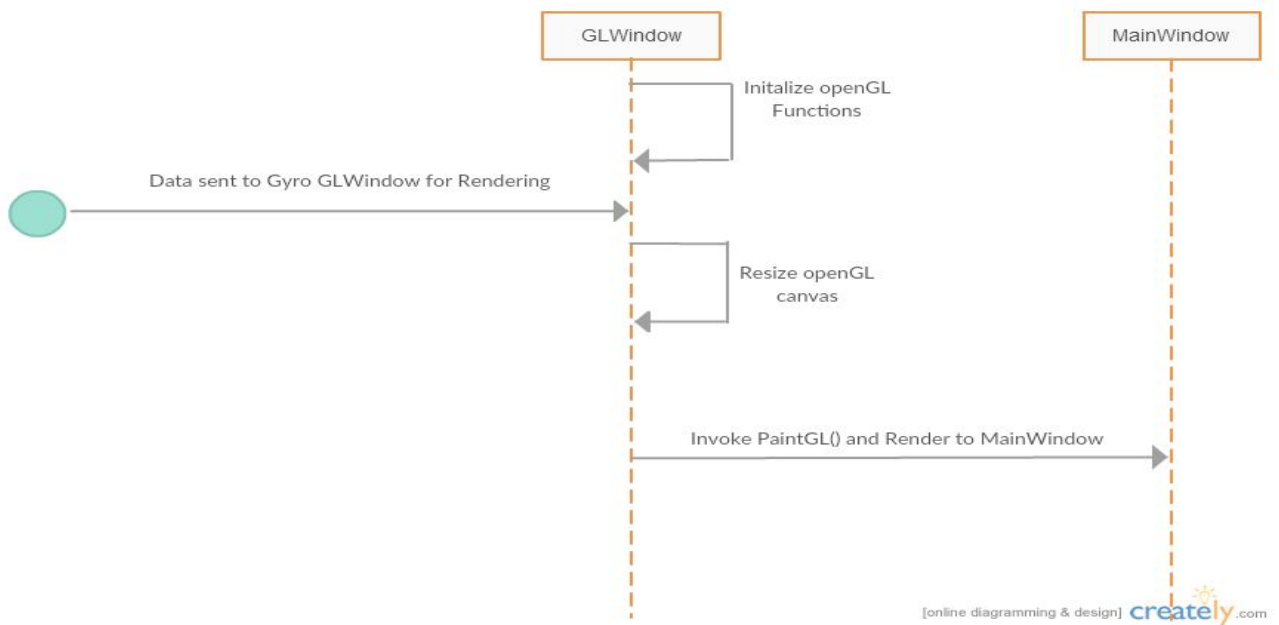 GLWindow
MainWindow
Initalize openGL
Functions
Data sent to Gyro GLWindow for Rendering
Resize openGL
canvas
Invoke PaintGL() and Render to MainWindow
[online diagramming & design] creately.com